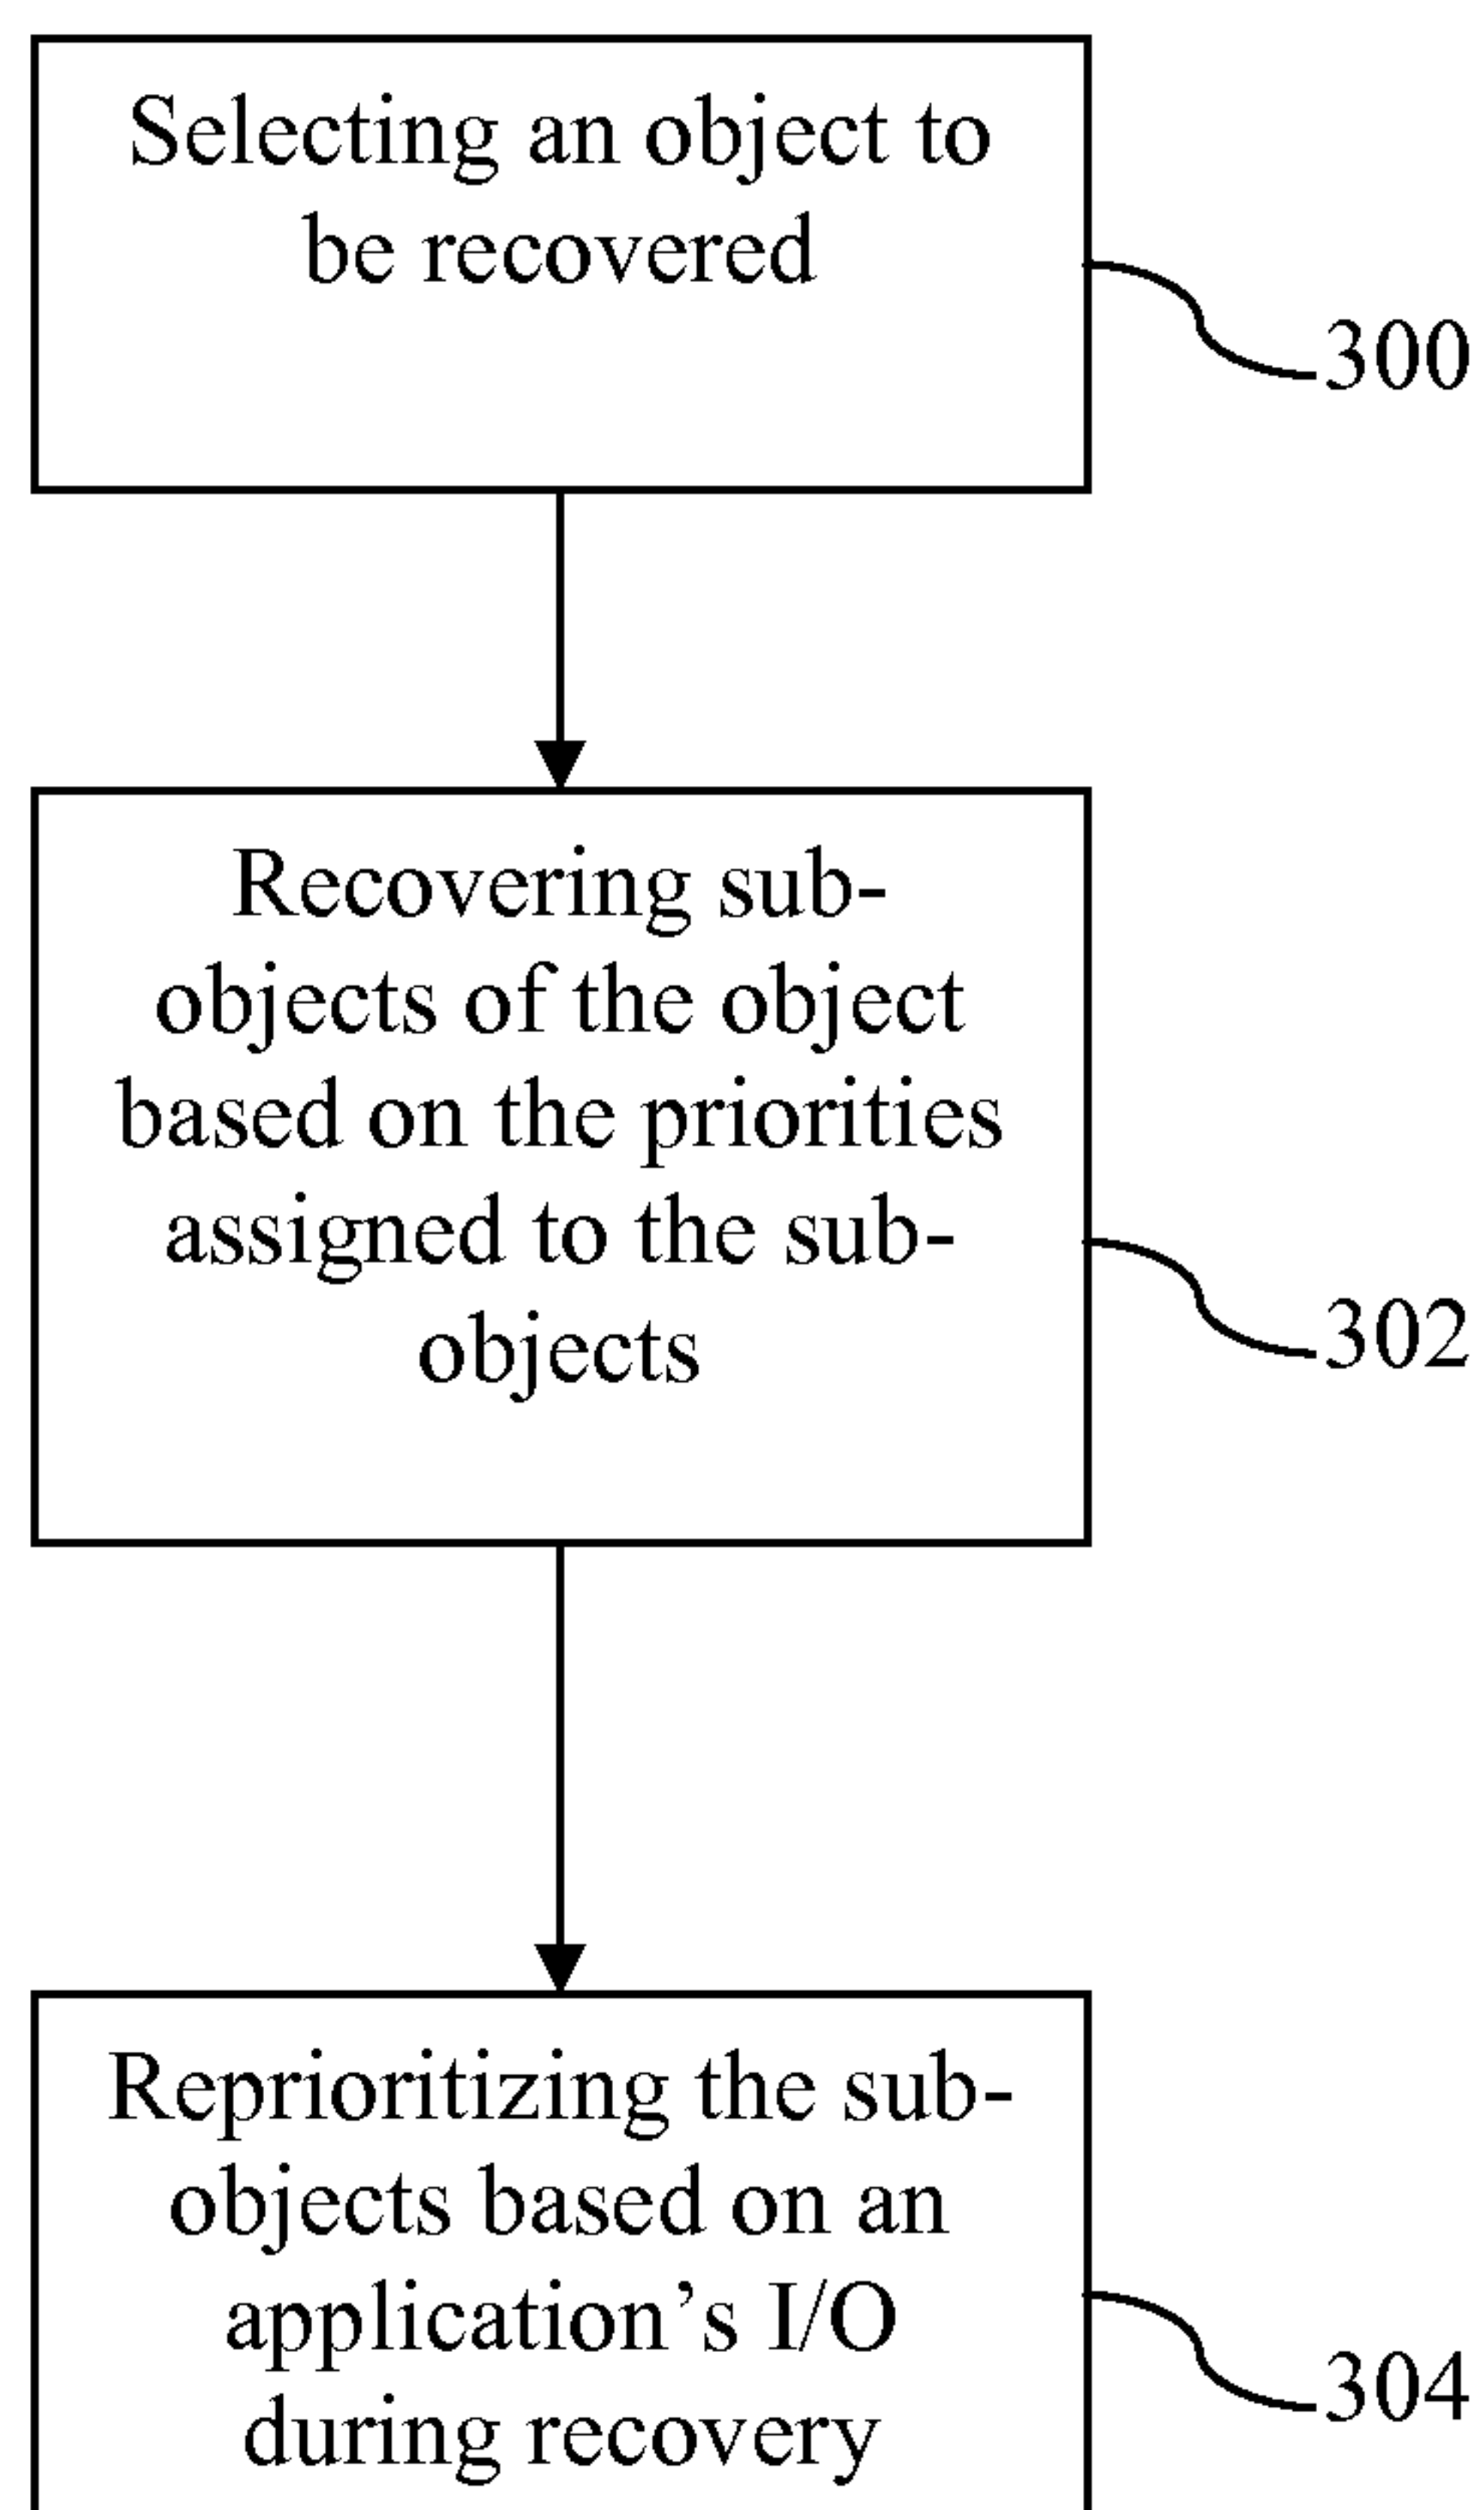 Selecting an object to
be recovered
300
Recovering sub-
objects of the object
based on the priorities
assigned to the sub-
objects
302
Reprioritizing the sub-
objects based on an
application’s I/O
during recovery
304